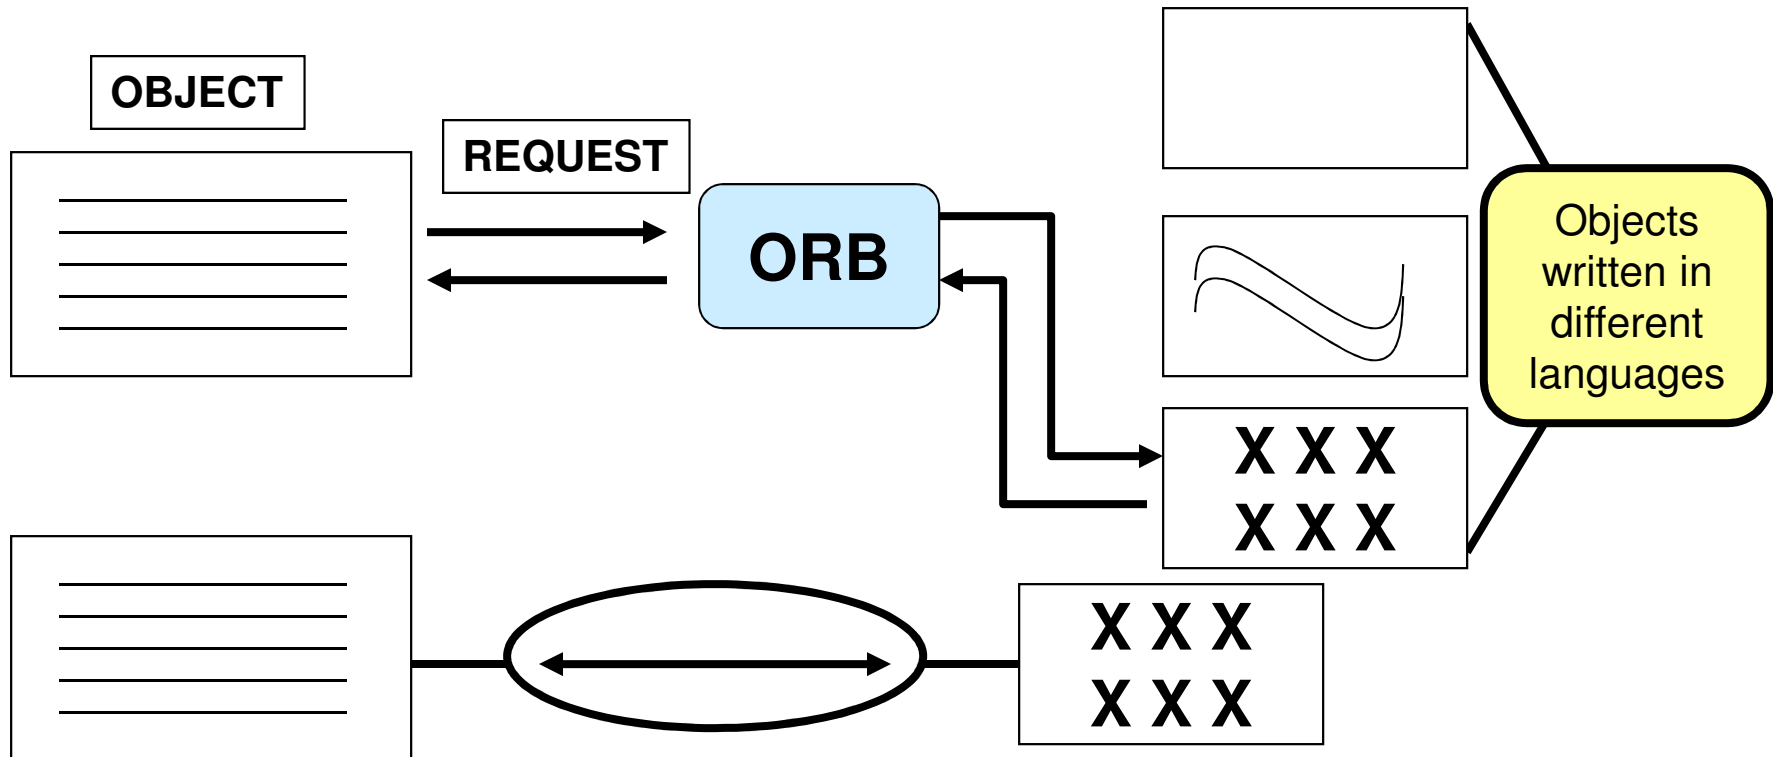 OBJECT
REQUEST
ORB
Objects
written in
different
languages
X X X
X X X
X X X
X X X